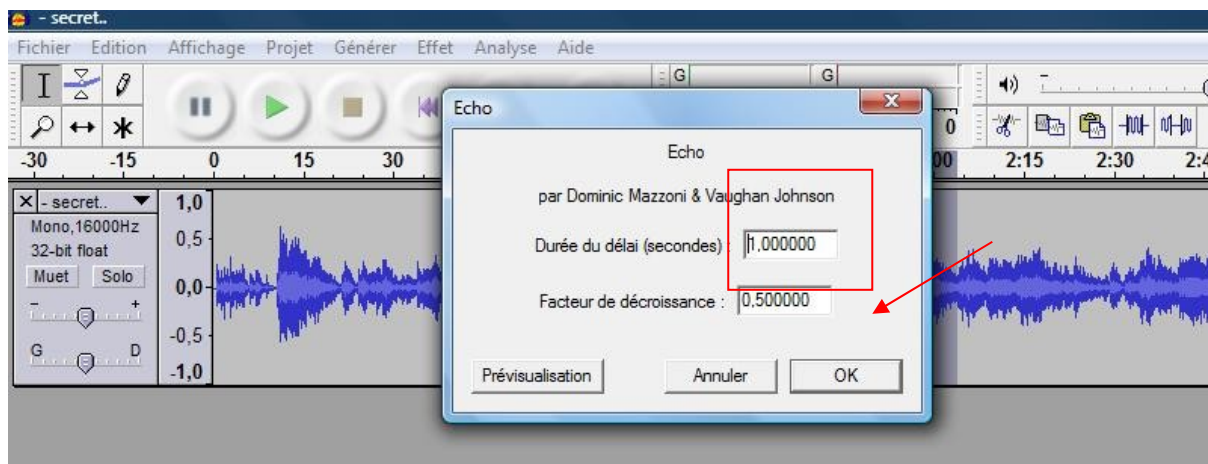 - secret..
Fichier Edition Affichage Projet Générer Effet Analyse Aide
G G
0
-30 -15 0 15 30 00 2:15 2:30 2:4
X - secret..
Mono,16000Hz
32-bit float
Muet Solo
- +
G D
1,0
0,5
0,0
-0,5
-1,0
Echo
Echo
par Dominic Mazzoni & Vaughan Johnson
Durée du délai (secondes) : 1,000000
Facteur de décroissance : 0,500000
Prévisualisation Annuler OK